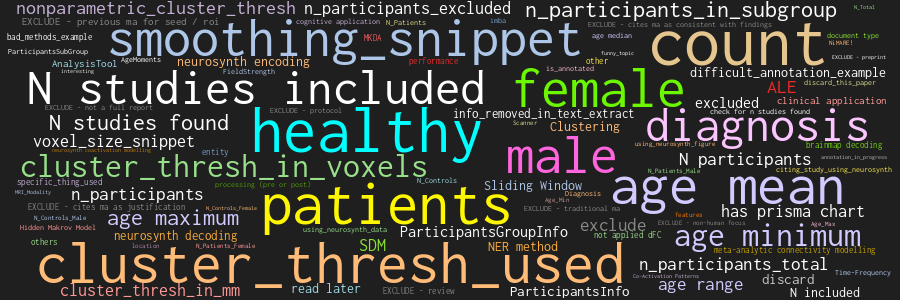 nonparametric_cluster_thresh n_participants_excluded n_participants_in_subgroup N_Total
EXCLUDE - previous ma for seed / roi cognitive application N_Patients imba EXCLUDE - cites ma as consistent with findings
bad_methods_example smoothing_snippet MKDA age median count document type
NiMARE!
ParticipantsSubGroup AgeMoments neurosynth encoding performance funny_topic other EXCLUDE - preprint
AnalysisTool FieldStrength is_annotated difficult_annotation_example
interesting N studies included female ALE discard_this_paper
EXCLUDE - not a full report EXCLUDE - protocol info_removed_in_text_extract excluded clinical application
check for n studies found
N studies found healthy Scanner Clustering diagnosis
voxel_size_snippet using_neurosynth_figure brainmap decoding
entity male N participants annotation_in_progress
cluster_thresh_in_voxels N_Patients_Male citing_study_using_neurosynth
specific_thing_used processing (pre or post) N_Controls Sliding Window age mean
MRI_Modality n_participants patients Diagnosis
Age_Min
EXCLUDE - cites ma as justification N_Controls_Female EXCLUDE - traditional ma has prisma chart
N_Controls_Male age maximum features Age_Max
Hidden Makrov Model using_neurosynth_data ParticipantsGroupInfo exclude EXCLUDE - non-human focus
others neurosynth decoding not applied dFC age minimum
location N_Patients_Female SDM NER method meta-analytic connectivity modelling
cluster_thresh_used n_participants_total
Co-Activation Patterns Time-Frequency
cluster_thresh_in_mm read later EXCLUDE - review ParticipantsInfo age range discard
N included